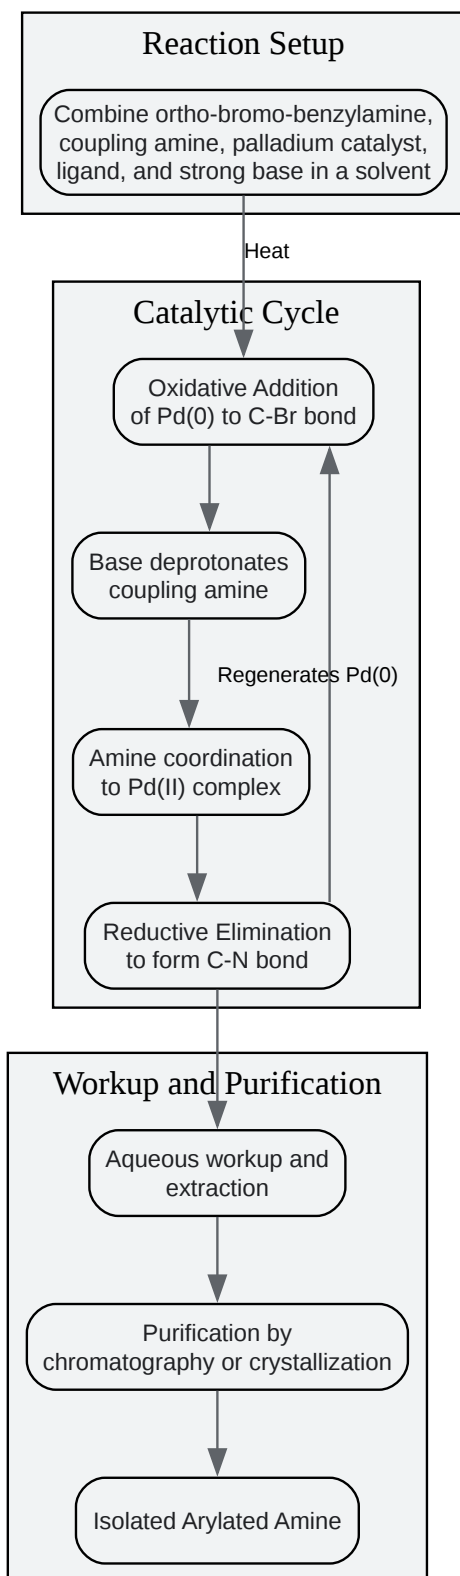 Reaction Setup
Combine ortho-bromo-benzylamine,
coupling amine, palladium catalyst,
ligand, and strong base in a solvent
Heat
Catalytic Cycle
Oxidative Addition
of Pd(0) to C-Br bond
Base deprotonates
coupling amine
Regenerates Pd(0)
Amine coordination
to Pd(II) complex
Reductive Elimination
to form C-N bond
Workup and Purification
Aqueous workup and
extraction
Purification by
chromatography or crystallization
Isolated Arylated Amine